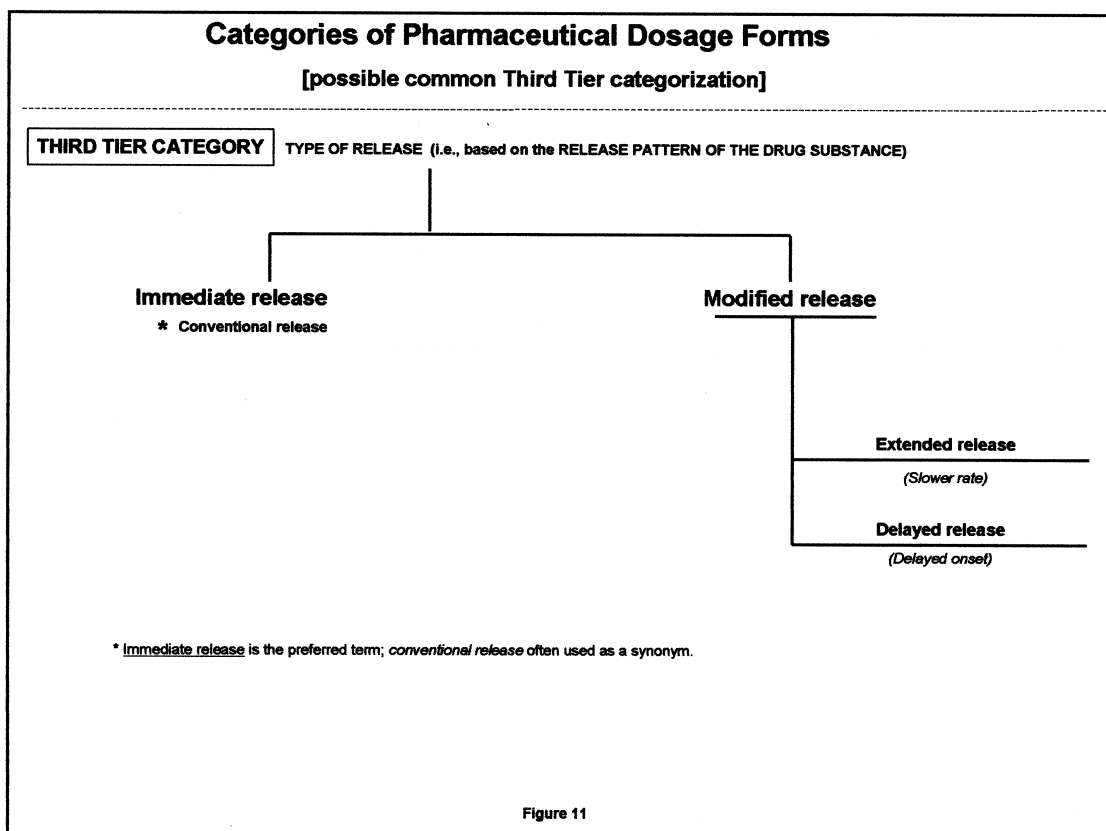 Categories of Pharmaceutical Dosage Forms
[possible common Third Tier categorization]
THIRD TIER CATEGORY TYPE OF RELEASE (i.e., based on the RELEASE PATTERN OF THE DRUG SUBSTANCE)
Immediate release
* Conventional release
Modified release
Extended release
(Slower rate)
Delayed release
(Delayed onset)
* Immediate release is the preferred term; conventional release often used as a synonym.
Figure 11